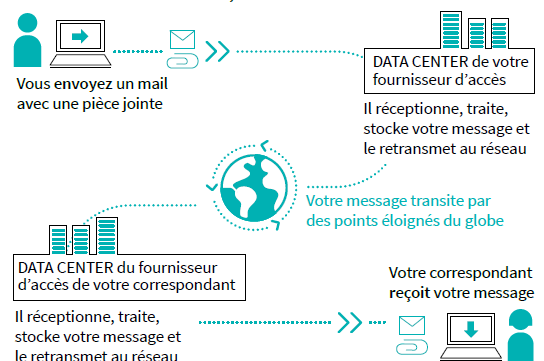 Vous envoyez un mail
avec une pièce jointe
DATA CENTER de votre
fournisseur d'accès
Il réceptionne, traite,
stocke votre message et
le retransmet au réseau
Votre message transite par
des points éloignés du globe
DATA CENTER du fournisseur
d'accès de votre correspondant
Il réceptionne, traite,
stocke votre message et
le retransmet au réseau
Votre correspondant
reçoit votre message